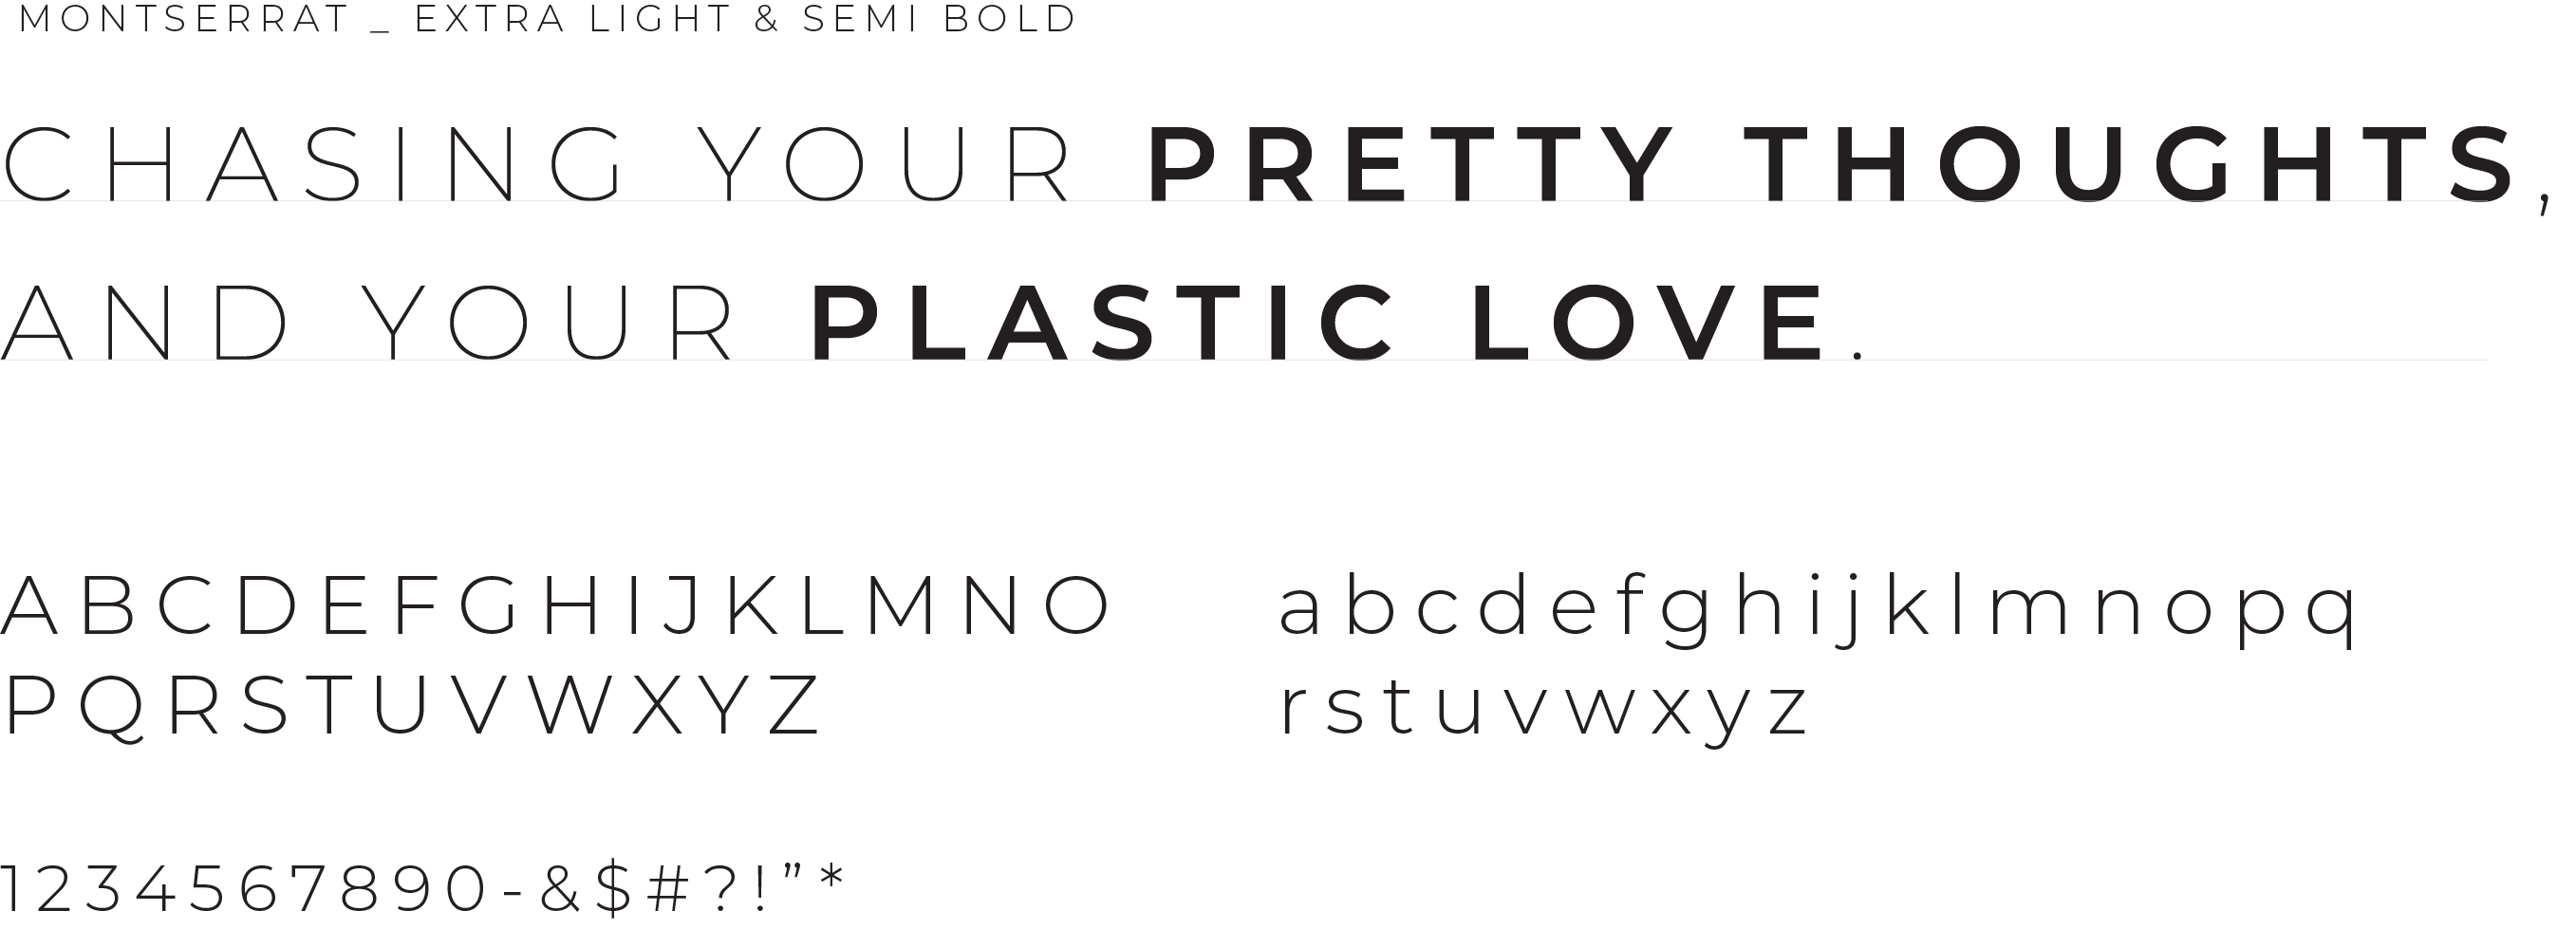 MONTSERRAT _ EXTRA LIGHT & SEMI BOLD
CHASING YOUR PRETTY THOUGHTS,
AND YOUR PLASTIC LOVE.
ABCDEFGHIJKLMNO
PQRSTUVWXYZ
abcdefghijklmnopq
rstuvwxyz
1234567890-&$#?!”*